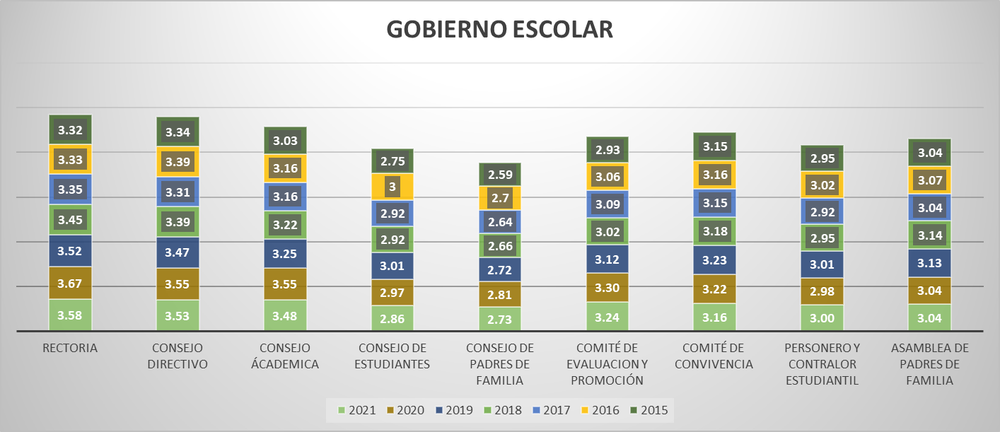 GOBIERNO ESCOLAR
3.32 3.34 3.03 2.75 2.59 2.93 3.15 2.95 3.04
3.33 3.39 3.16 3 2.7 3.06 3.16 3.02 3.07
3.35 3.31 3.16 2.92 2.64 3.09 3.15 2.92 3.04
3.45 3.39 3.22 2.92 2.66 3.02 3.18 2.95 3.14
3.52 3.47 3.25 3.01 2.72 3.12 3.23 3.01 3.13
3.67 3.55 3.55 2.97 2.81 3.30 3.22 2.98 3.04
3.58 3.53 3.48 2.86 2.73 3.24 3.16 3.00 3.04
RECTORIA
CONSEJO
DIRECTIVO
CONSEJO
ÁCADEMICA
CONSEJO DE
ESTUDIANTES
CONSEJO DE
PADRES DE
FAMILIA
COMITÉ DE
EVALUACION Y
PROMOCIÓN
COMITÉ DE
CONVIVENCIA
PERSONERO Y
CONTRALOR
ESTUDIANTIL
ASAMBLEA DE
PADRES DE
FAMILIA
2021 2020 2019 2018 2017 2016 2015